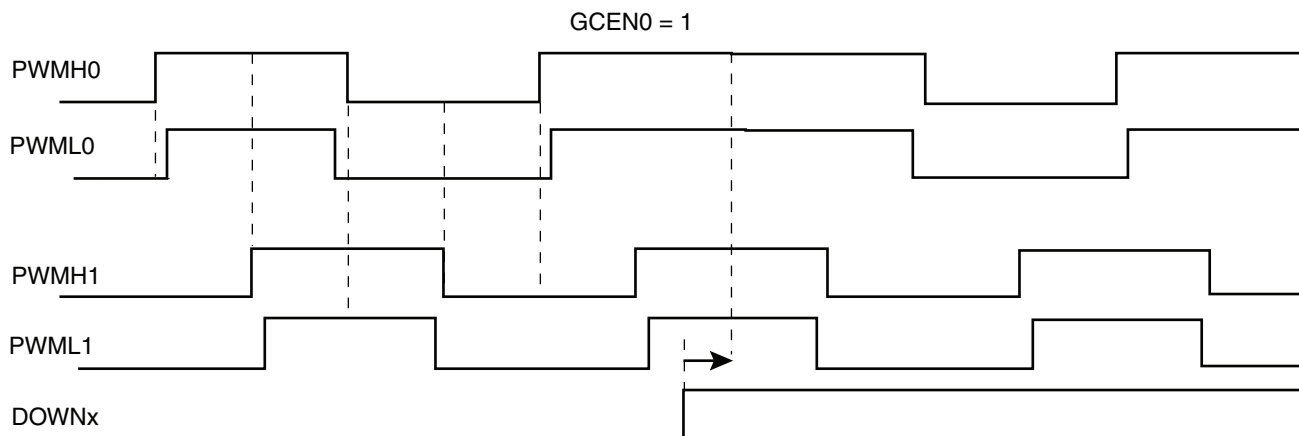 GCEN0 = 1
PWMH0
PWML0
PWMH1
PWML1
DOWNx